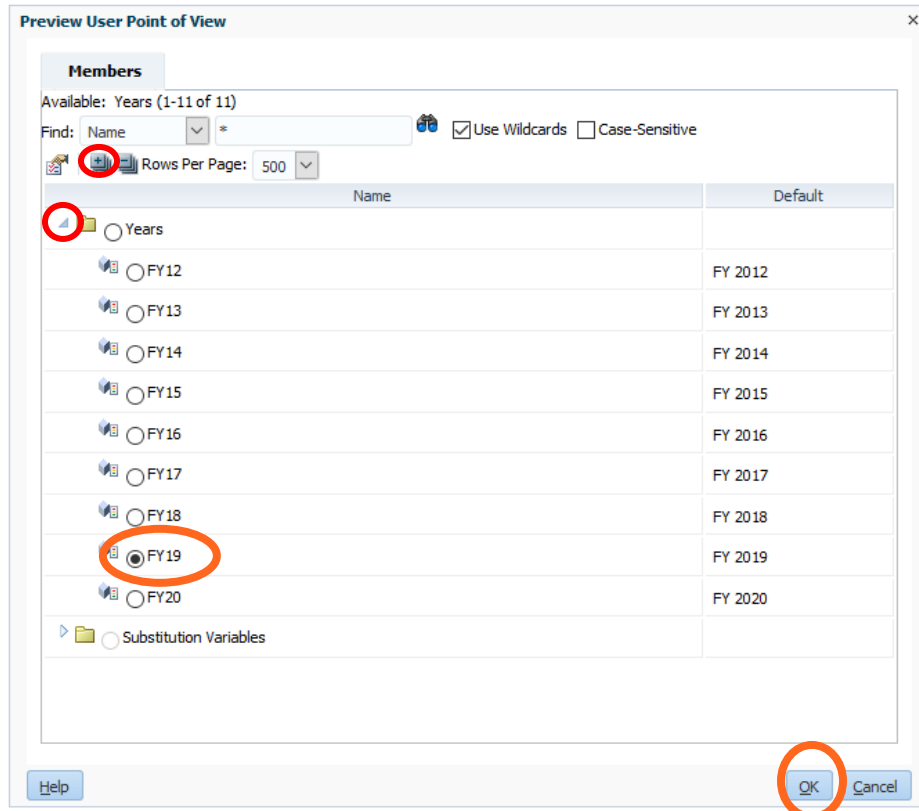 Preview User Point of View
Members
Available: Years (1-11 of 11)
Find: Name * Use Wildcards Case-Sensitive
Rows Per Page: 500
Name Default
Years
FY12 FY 2012
FY13 FY 2013
FY14 FY 2014
FY15 FY 2015
FY16 FY 2016
FY17 FY 2017
FY18 FY 2018
FY19 FY 2019
FY20 FY 2020
Substitution Variables
Help OK Cancel